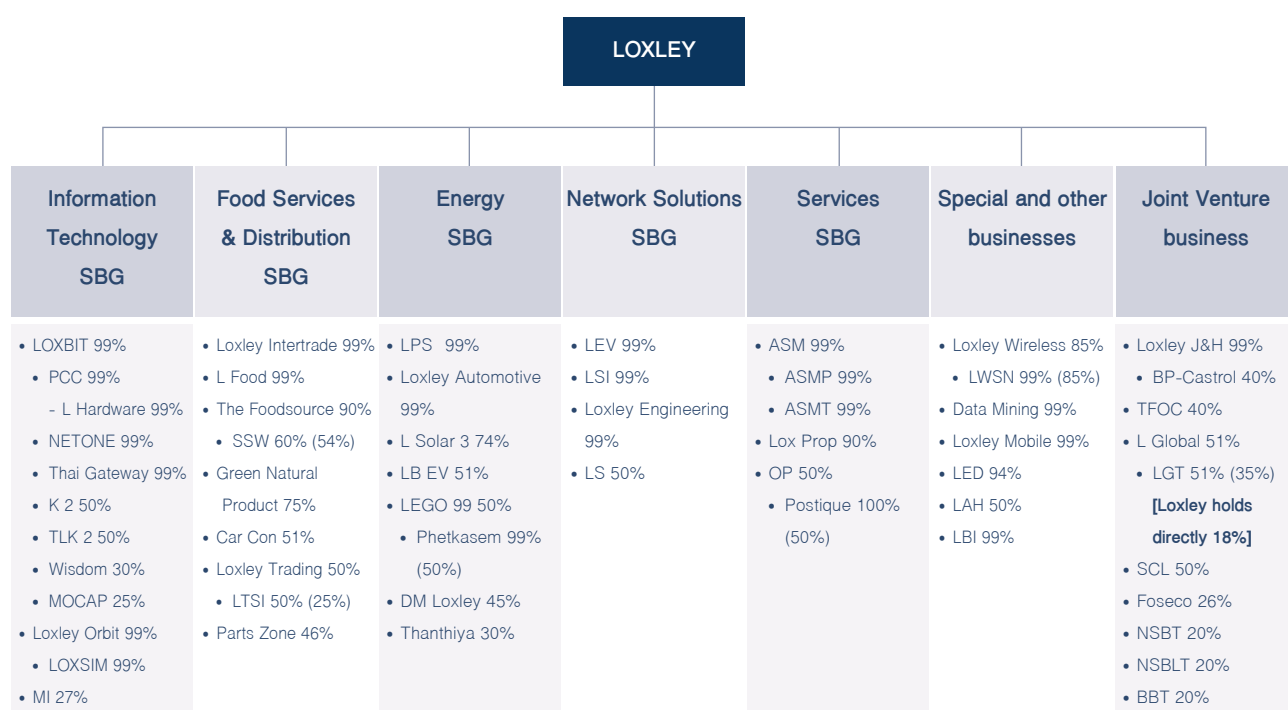 LOXLEY
Information
Technology
SBG
Food Services
& Distribution
SBG
Energy
SBG
Network Solutions
SBG
Services
SBG
Special and other
businesses
Joint Venture
business
• LOXBIT 99%
• PCC 99%
- L Hardware 99%
• NETONE 99%
• Thai Gateway 99%
• K 2 50%
• TLK 2 50%
• Wisdom 30%
• MOCAP 25%
• Loxley Orbit 99%
• LOXSIM 99%
• MI 27%
• Loxley Intertrade 99%
• L Food 99%
• The Foodsource 90%
• SSW 60% (54%)
• Green Natural
Product 75%
• Car Con 51%
• Loxley Trading 50%
• LTSI 50% (25%)
• Parts Zone 46%
• LPS 99%
• Loxley Automotive
99%
• L Solar 3 74%
• LB EV 51%
• LEGO 99 50%
• Phetkasem 99%
(50%)
• DM Loxley 45%
• Thanthiya 30%
• LEV 99%
• LSI 99%
• Loxley Engineering
99%
• LS 50%
• ASM 99%
• ASMP 99%
• ASMT 99%
• Lox Prop 90%
• OP 50%
• Postique 100%
(50%)
• Loxley Wireless 85%
• LWSN 99% (85%)
• Data Mining 99%
• Loxley Mobile 99%
• LED 94%
• LAH 50%
• LBI 99%
• Loxley J&H 99%
• BP-Castrol 40%
• TFOC 40%
• L Global 51%
• LGT 51% (35%)
[Loxley holds
directly 18%]
• SCL 50%
• Foseco 26%
• NSBT 20%
• NSBLT 20%
• BBT 20%